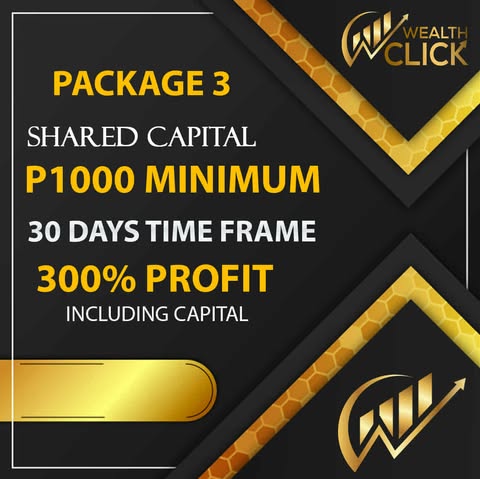 WEALTH
CLICK
PACKAGE 3
SHARED CAPITAL
P1000 MINIMUM
30 DAYS TIME FRAME
300% PROFIT
INCLUDING CAPITAL